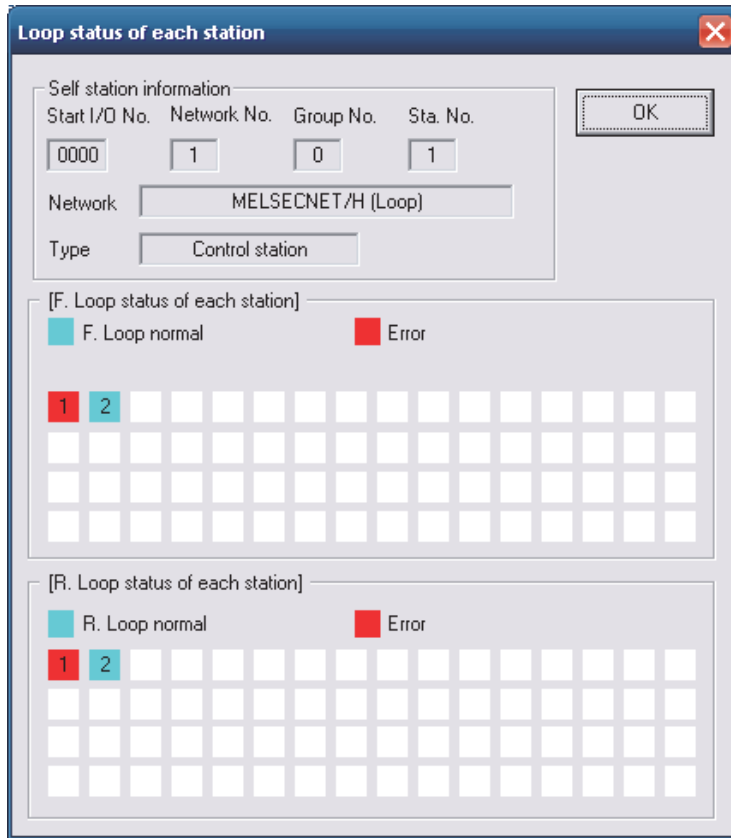 Loop status of each station
Self station information
Start I/O No. Network No. Group No. Sta. No.
OK
0000 1 0 1
Network MELSECNET/H (Loop)
Type Control station
[F. Loop status of each station]
F. Loop normal Error
1 2
[R. Loop status of each station]
R. Loop normal Error
1 2